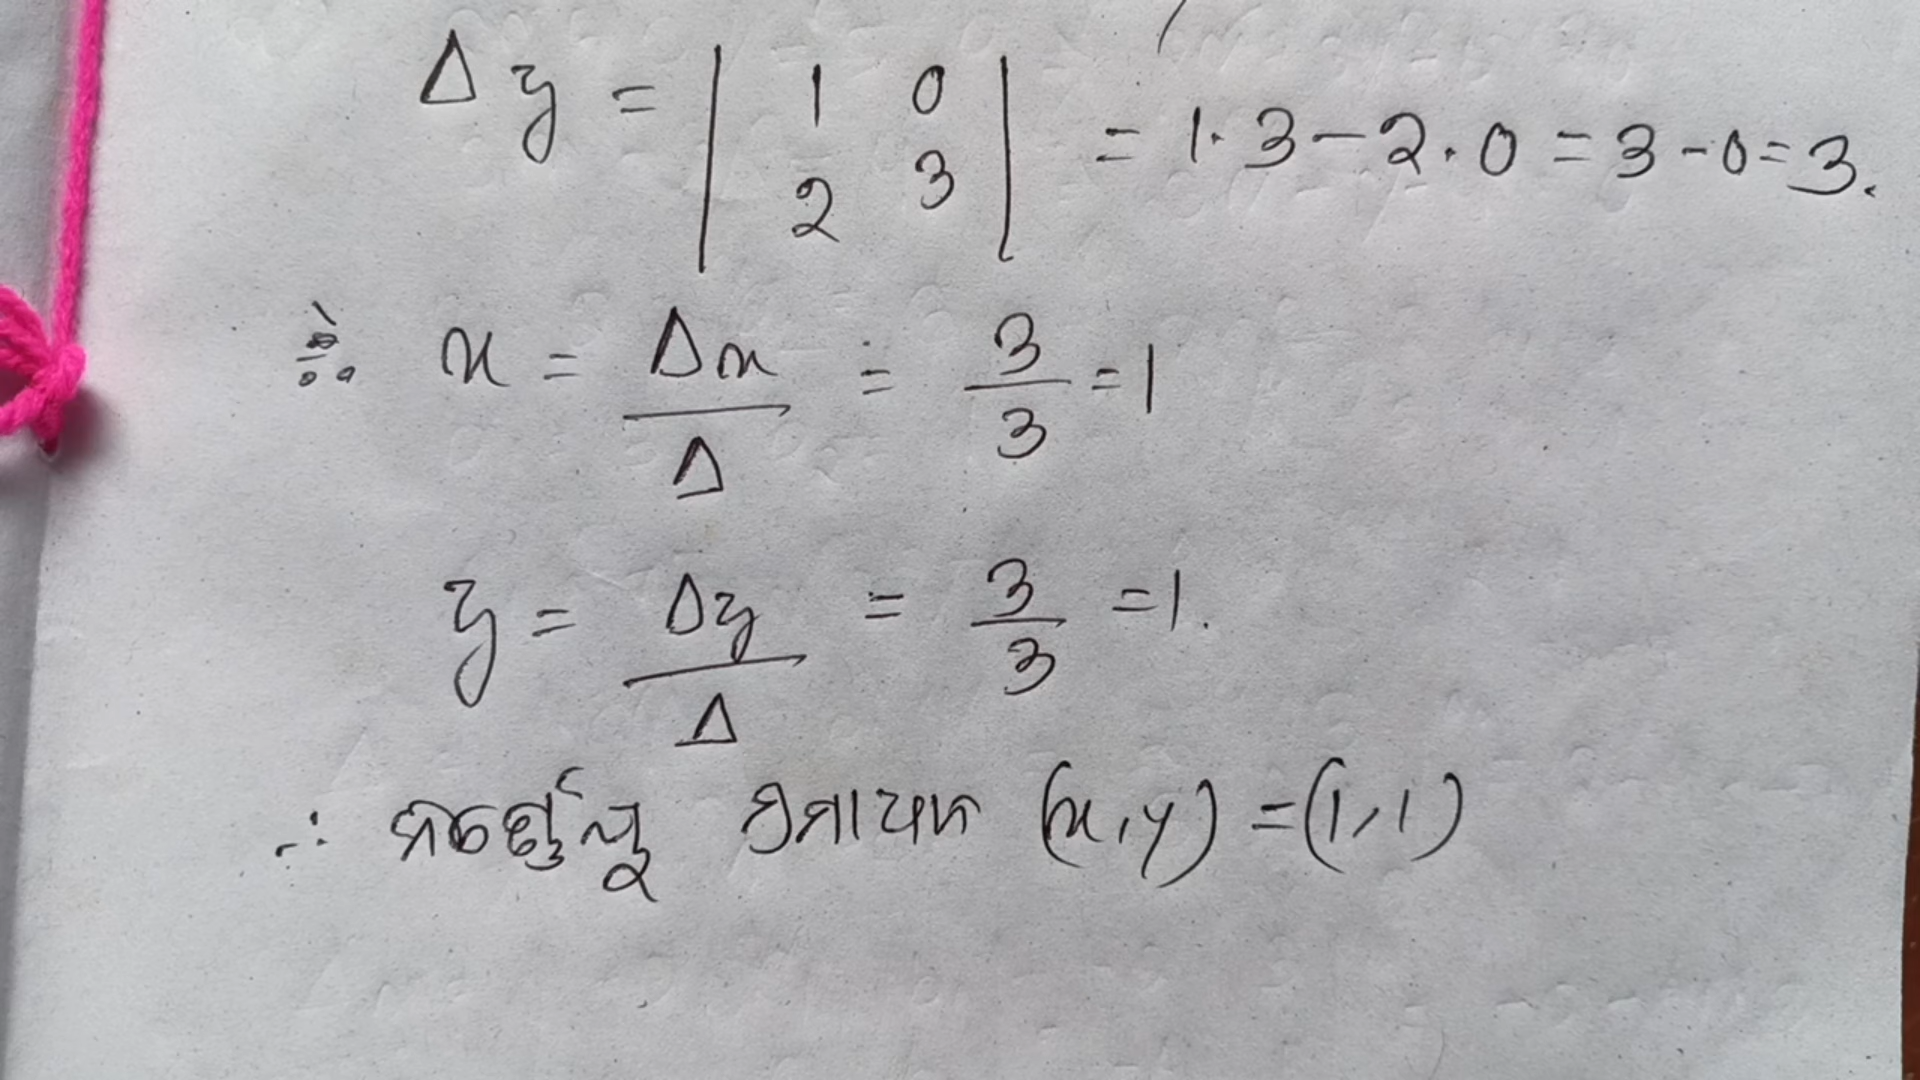 Δy = | 1 0 |
| 2 3 | = 1·3 − 2·0 = 3 − 0 = 3.
∴ x = Δx / Δ = 3 / 3 = 1
y = Δy / Δ = 3 / 3 = 1.
∴ ସମାଧାନ (x, y) = (1, 1)